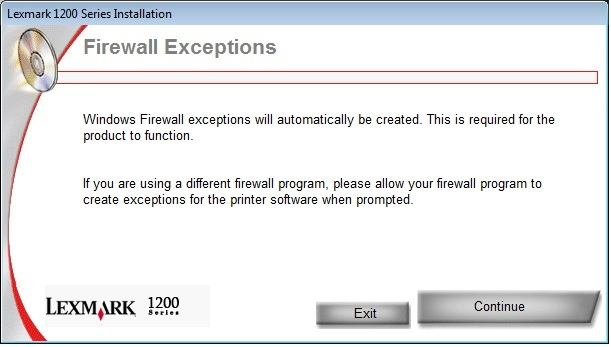 Lexmark 1200 Series Installation
Firewall Exceptions
Windows Firewall exceptions will automatically be created. This is required for the
product to function.
If you are using a different firewall program, please allow your firewall program to
create exceptions for the printer software when prompted.
LEXMARK 1200
Series
Exit
Continue